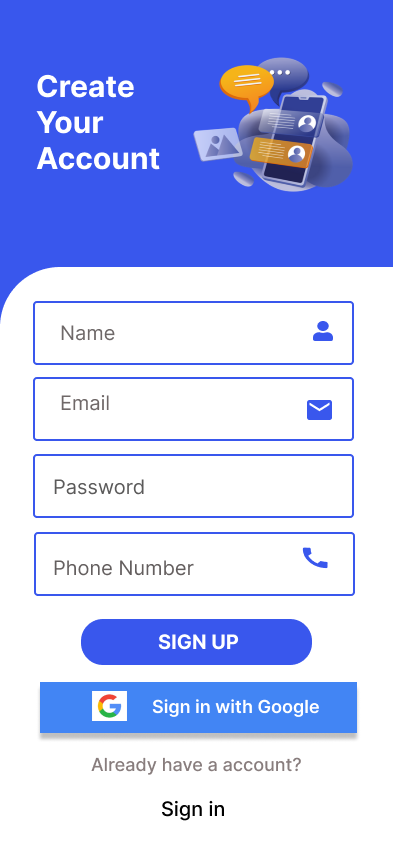 Create
Your
Account
Name
Email
Password
Phone Number
SIGN UP
Sign in with Google
Already have a account?
Sign in